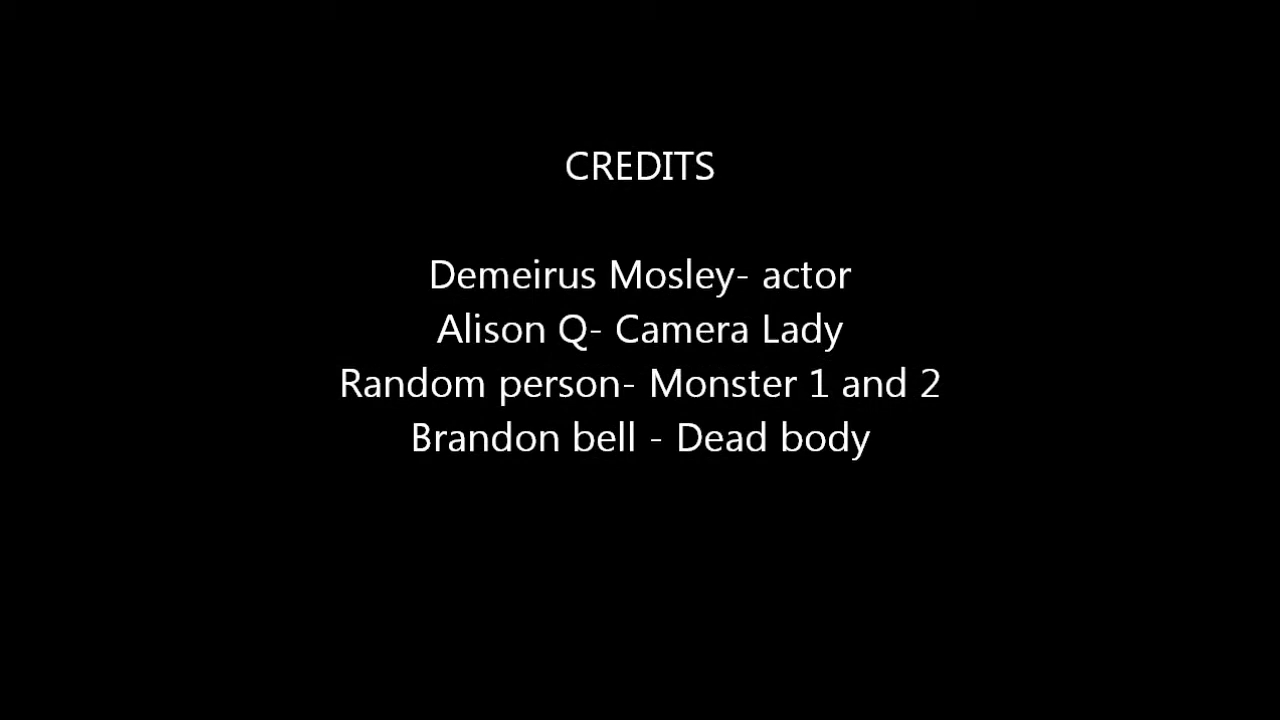 CREDITS
Demeirus Mosley- actor
Alison Q- Camera Lady
Random person- Monster 1 and 2
Brandon bell - Dead body